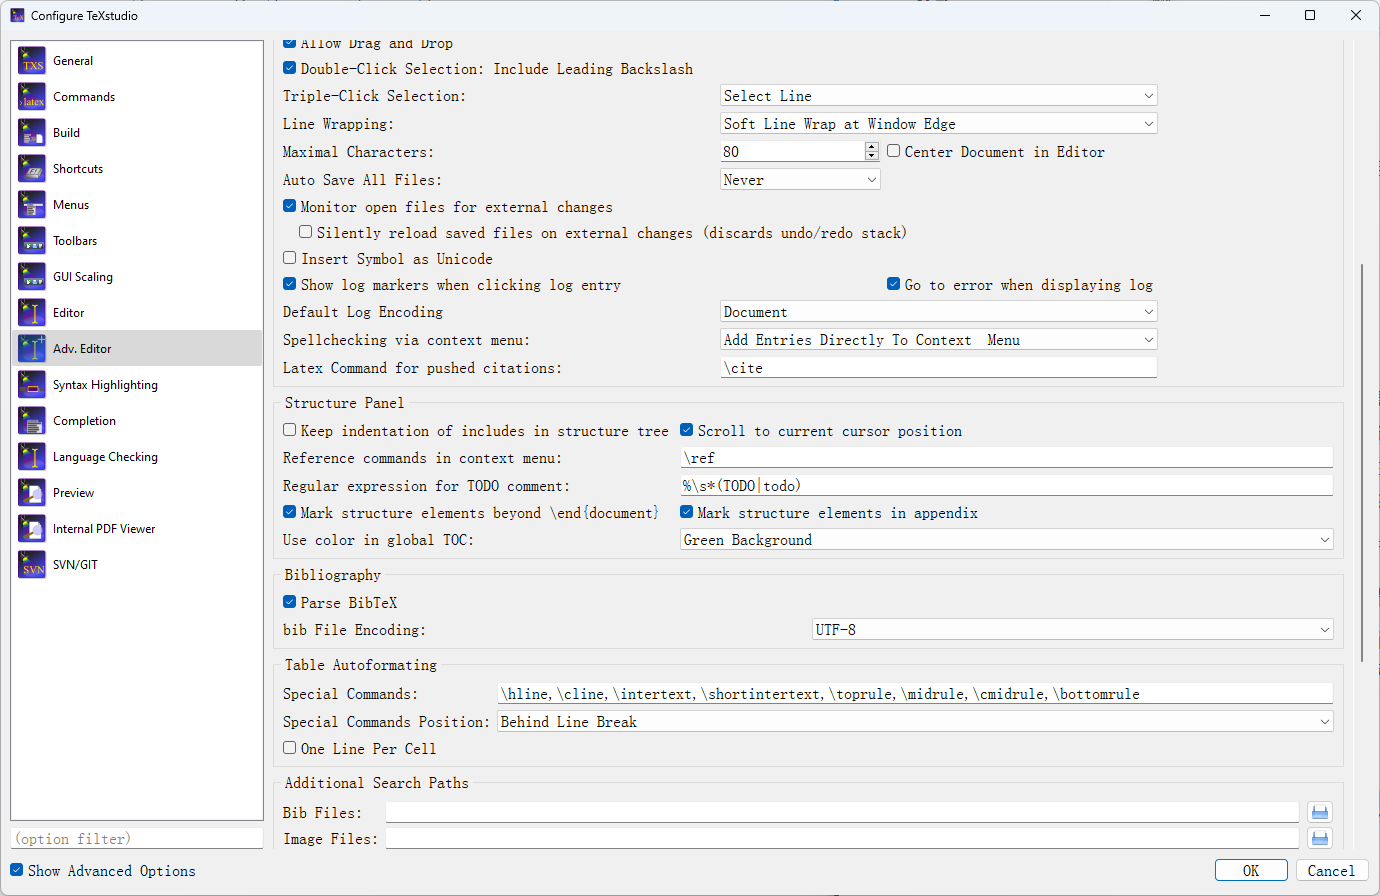 Configure TeXstudio
General
Commands
Build
Shortcuts
Menus
Toolbars
GUI Scaling
Editor
Adv. Editor
Syntax Highlighting
Completion
Language Checking
Preview
Internal PDF Viewer
SVN/GIT
(option filter)
Show Advanced Options
Allow Drag and Drop
Double-Click Selection: Include Leading Backslash
Triple-Click Selection: Select Line
Line Wrapping: Soft Line Wrap at Window Edge
Maximal Characters: 80 Center Document in Editor
Auto Save All Files: Never
Monitor open files for external changes
Silently reload saved files on external changes (discards undo/redo stack)
Insert Symbol as Unicode
Show log markers when clicking log entry Go to error when displaying log
Default Log Encoding Document
Spellchecking via context menu: Add Entries Directly To Context  Menu
Latex Command for pushed citations: \cite
Structure Panel
Keep indentation of includes in structure tree Scroll to current cursor position
Reference commands in context menu: \ref
Regular expression for TODO comment: %\s*(TODO|todo)
Mark structure elements beyond \end{document} Mark structure elements in appendix
Use color in global TOC: Green Background
Bibliography
Parse BibTeX
bib File Encoding: UTF-8
Table Autoformating
Special Commands: \hline,\cline,\intertext,\shortintertext,\toprule,\midrule,\cmidrule,\bottomrule
Special Commands Position: Behind Line Break
One Line Per Cell
Additional Search Paths
Bib Files:
Image Files:
OK Cancel